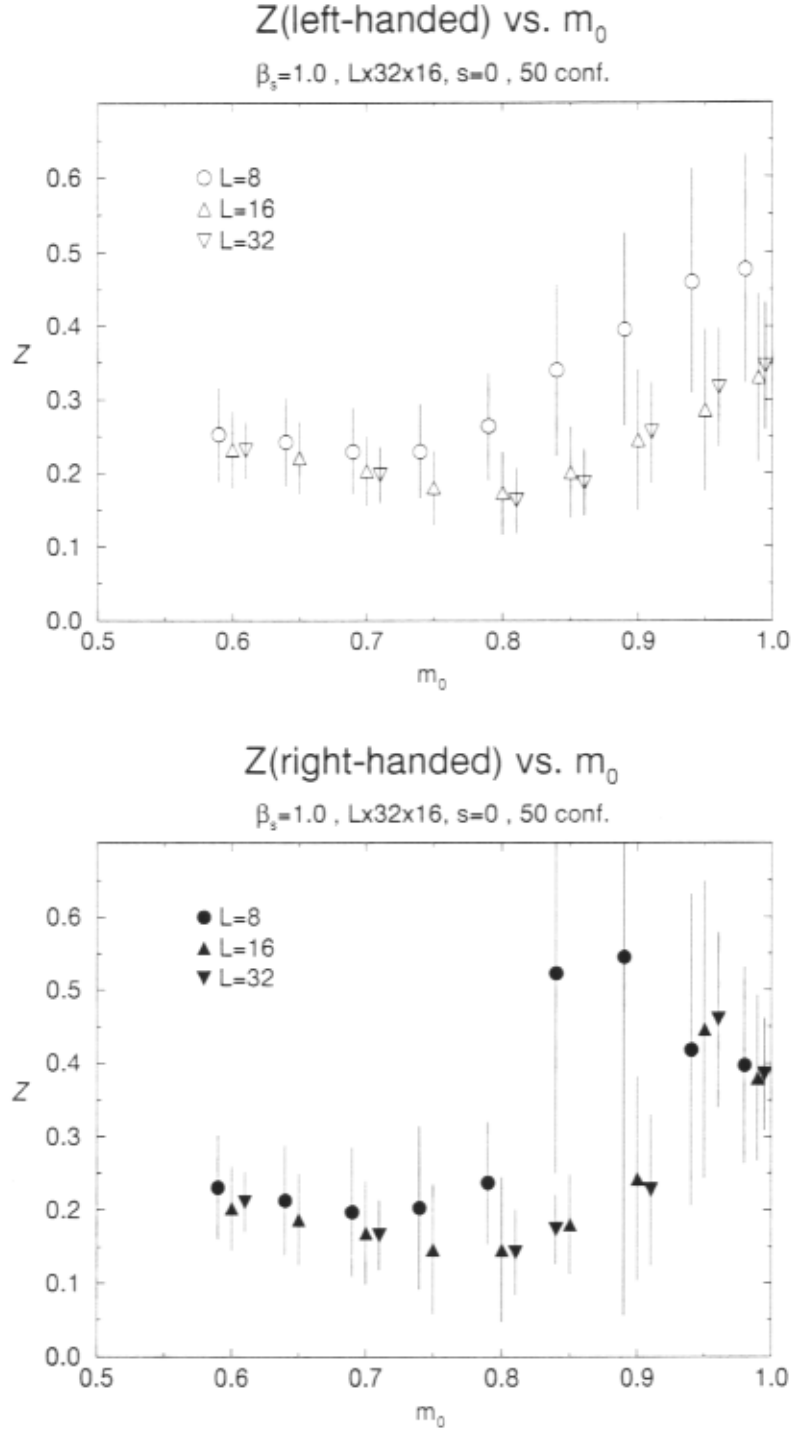 Z(left-handed) vs. m₀
βₛ=1.0 , Lx32x16, s=0 , 50 conf.
0.6
0.5
0.4
0.3
0.2
0.1
0.0
Z
L=8
L=16
L=32
0.5 0.6 0.7 0.8 0.9 1.0
m₀
Z(right-handed) vs. m₀
βₛ=1.0 , Lx32x16, s=0 , 50 conf.
0.6
0.5
0.4
0.3
0.2
0.1
0.0
Z
L=8
L=16
L=32
0.5 0.6 0.7 0.8 0.9 1.0
m₀